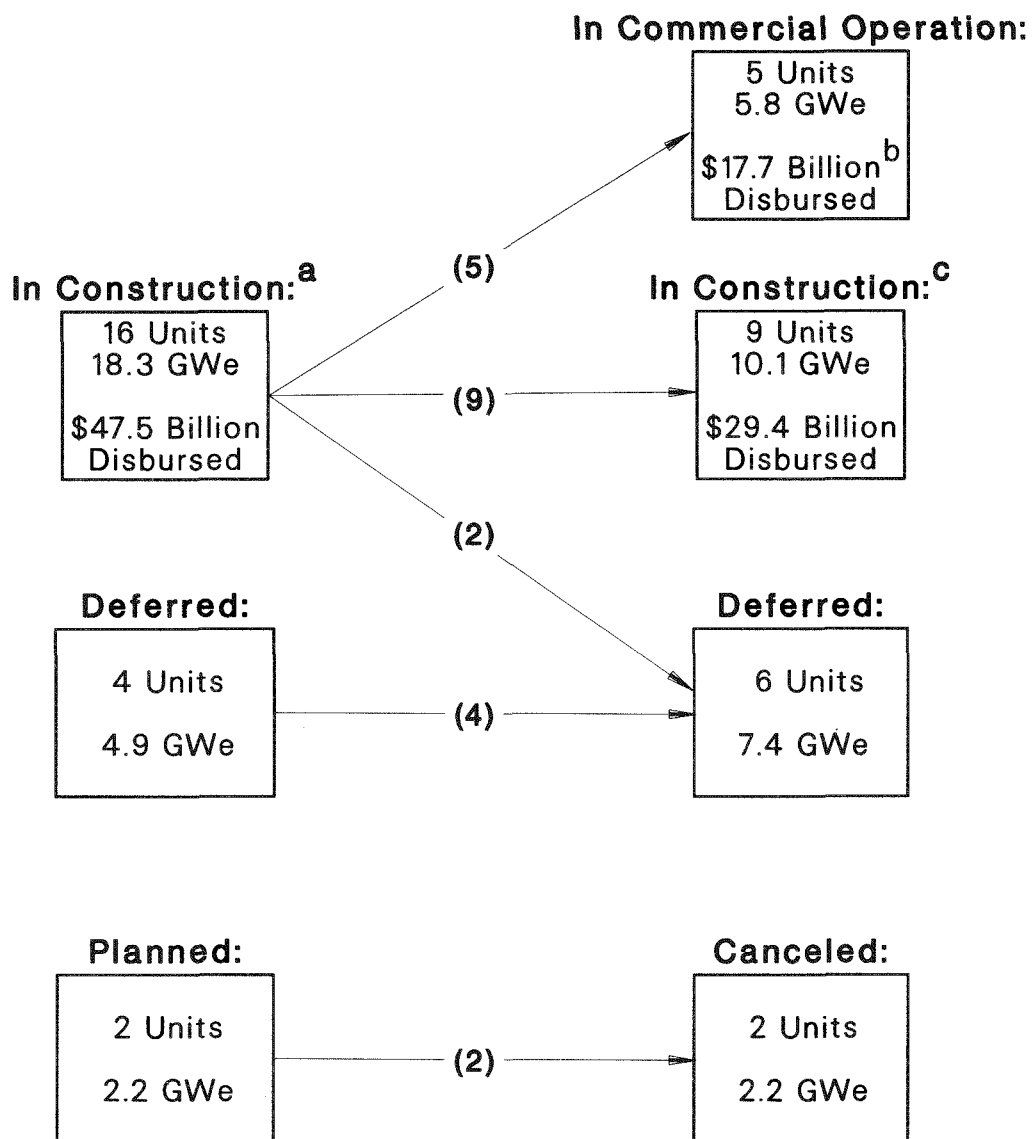 In Commercial Operation:
5 Units
5.8 GWe
$17.7 Billion b
Disbursed
(5)
In Construction: a
16 Units
18.3 GWe
$47.5 Billion
Disbursed
(9)
In Construction: c
9 Units
10.1 GWe
$29.4 Billion
Disbursed
(2)
Deferred:
4 Units
4.9 GWe
(4)
Deferred:
6 Units
7.4 GWe
Planned:
2 Units
2.2 GWe
(2)
Canceled:
2 Units
2.2 GWe